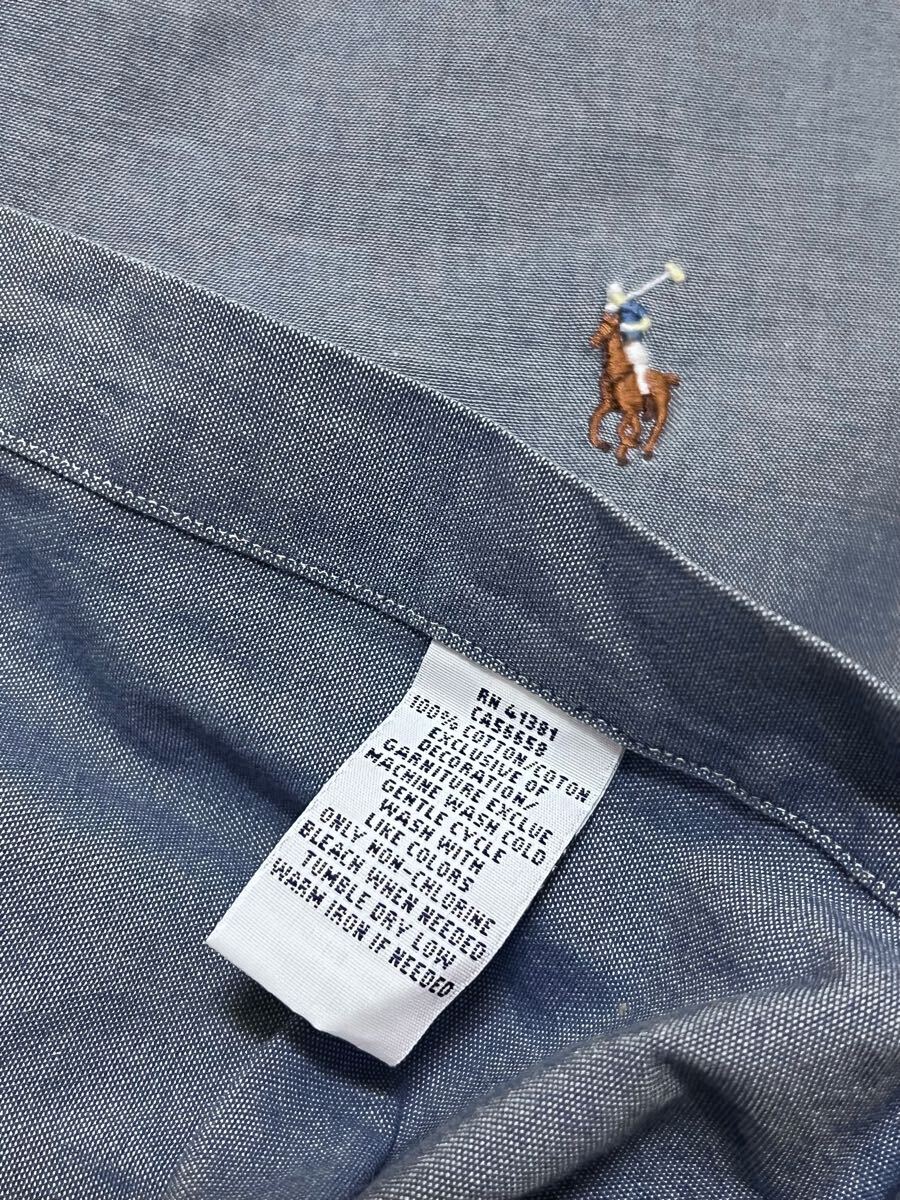 RN 41381
CA56658
100% COTTON/COTON
EXCLUSIVE OF
DECORATION/
GARNITURE EXCLUE
MACHINE WASH COLD
GENTLE CYCLE
WASH WITH
LIKE COLORS
ONLY NON-CHLORINE
BLEACH WHEN NEEDED
TUMBLE DRY LOW
WARM IRON IF NEEDED